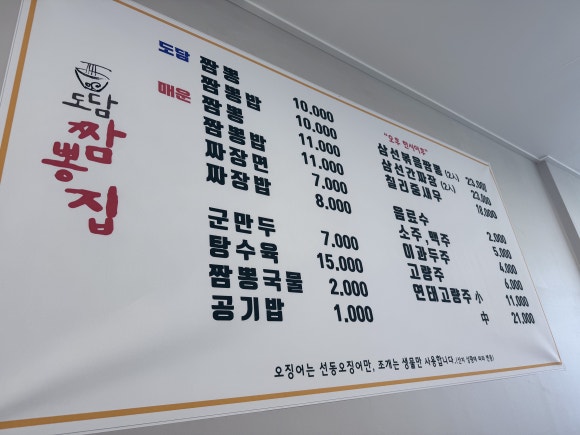 도담
짬뽕집
도담 짬뽕 10.000
짬뽕밥 10.000
매운 짬뽕 11.000
짬뽕밥 11.000
짜장면 7.000
짜장밥 8.000
군만두 7.000
탕수육 15.000
짬뽕국물 2.000
공기밥 1.000
삼선볶음짬뽕 (2人) 23.000
삼선간짜장 (2人) 23.000
칠리중새우 18.000
음료수 2.000
소주,맥주 5.000
이과두주 4.000
고량주 6.000
연태고량주 小 11.000
中 21.000
오징어는 선동오징어만, 조개는 생물만 사용합니다.